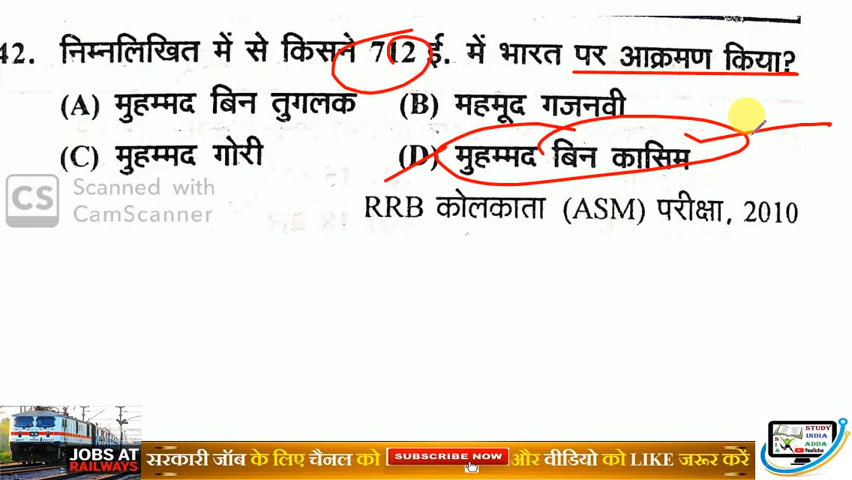 42. निम्नलिखित में से किसने 712 ई. में भारत पर आक्रमण किया?
(A) मुहम्मद बिन तुगलक (B) महमूद गजनवी
(C) मुहम्मद गोरी (D) मुहम्मद बिन कासिम
CS Scanned with CamScanner
RRB कोलकाता (ASM) परीक्षा, 2010
JOBS AT RAILWAYS
सरकारी जॉब के लिए चैनल को SUBSCRIBE NOW और वीडियो को LIKE जरूर करें
STUDY INDIA ADDA
YouTube